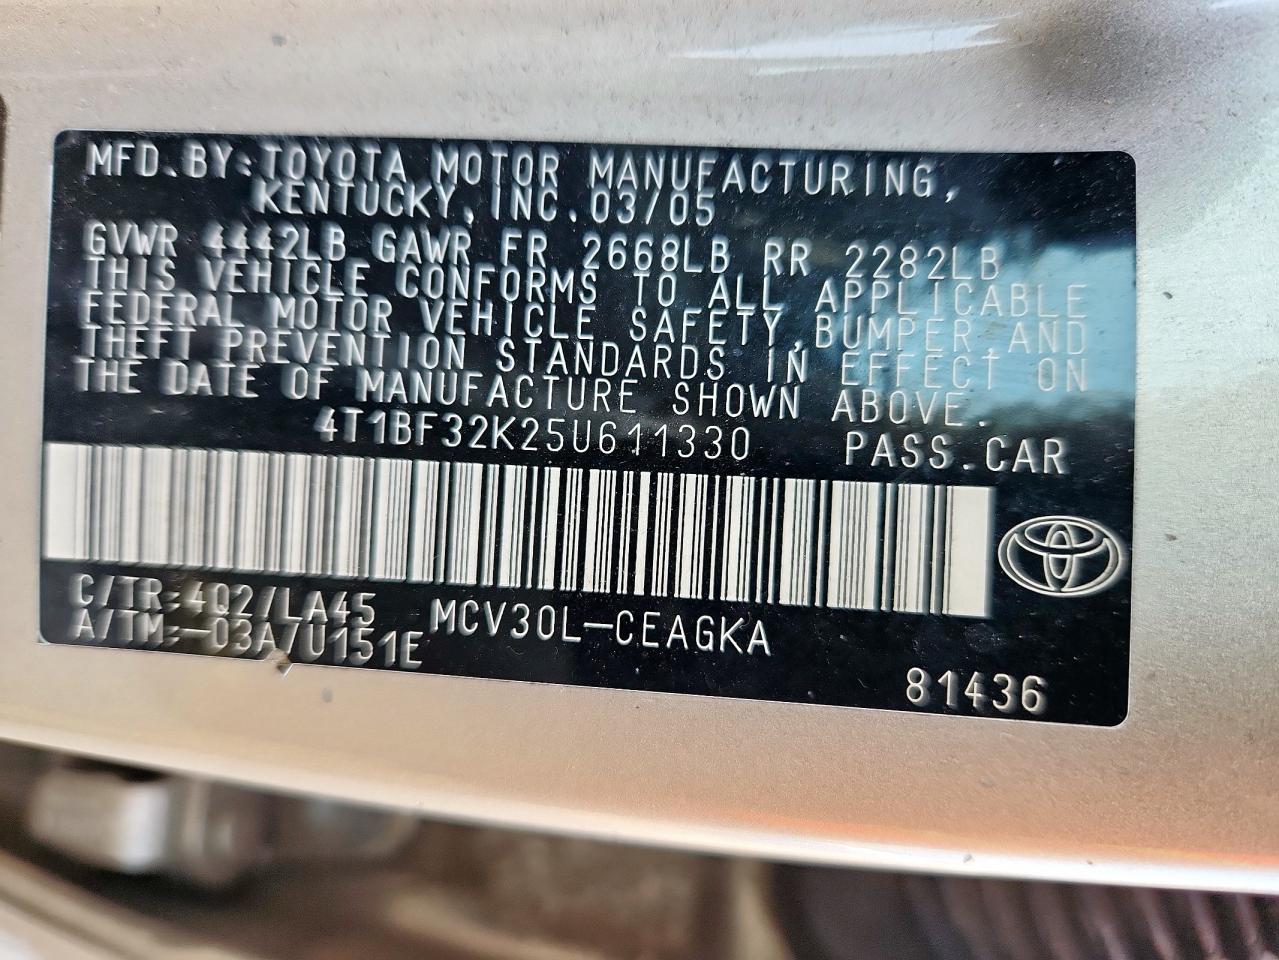 MFD.BY:TOYOTA MOTOR MANUFACTURING,
KENTUCKY,INC.03/05
GVWR 4442LB GAWR FR 2668LB RR 2282LB
THIS VEHICLE CONFORMS TO ALL APPLICABLE
FEDERAL MOTOR VEHICLE SAFETY,BUMPER,AND
THEFT PREVENTION STANDARDS IN EFFECT ON
THE DATE OF MANUFACTURE SHOWN ABOVE.
4T1BF32K25U611330 PASS.CAR
C/TR:4Q2/LA45 MCV30L-CEAGKA
A/TM:-03A/U151E
81436